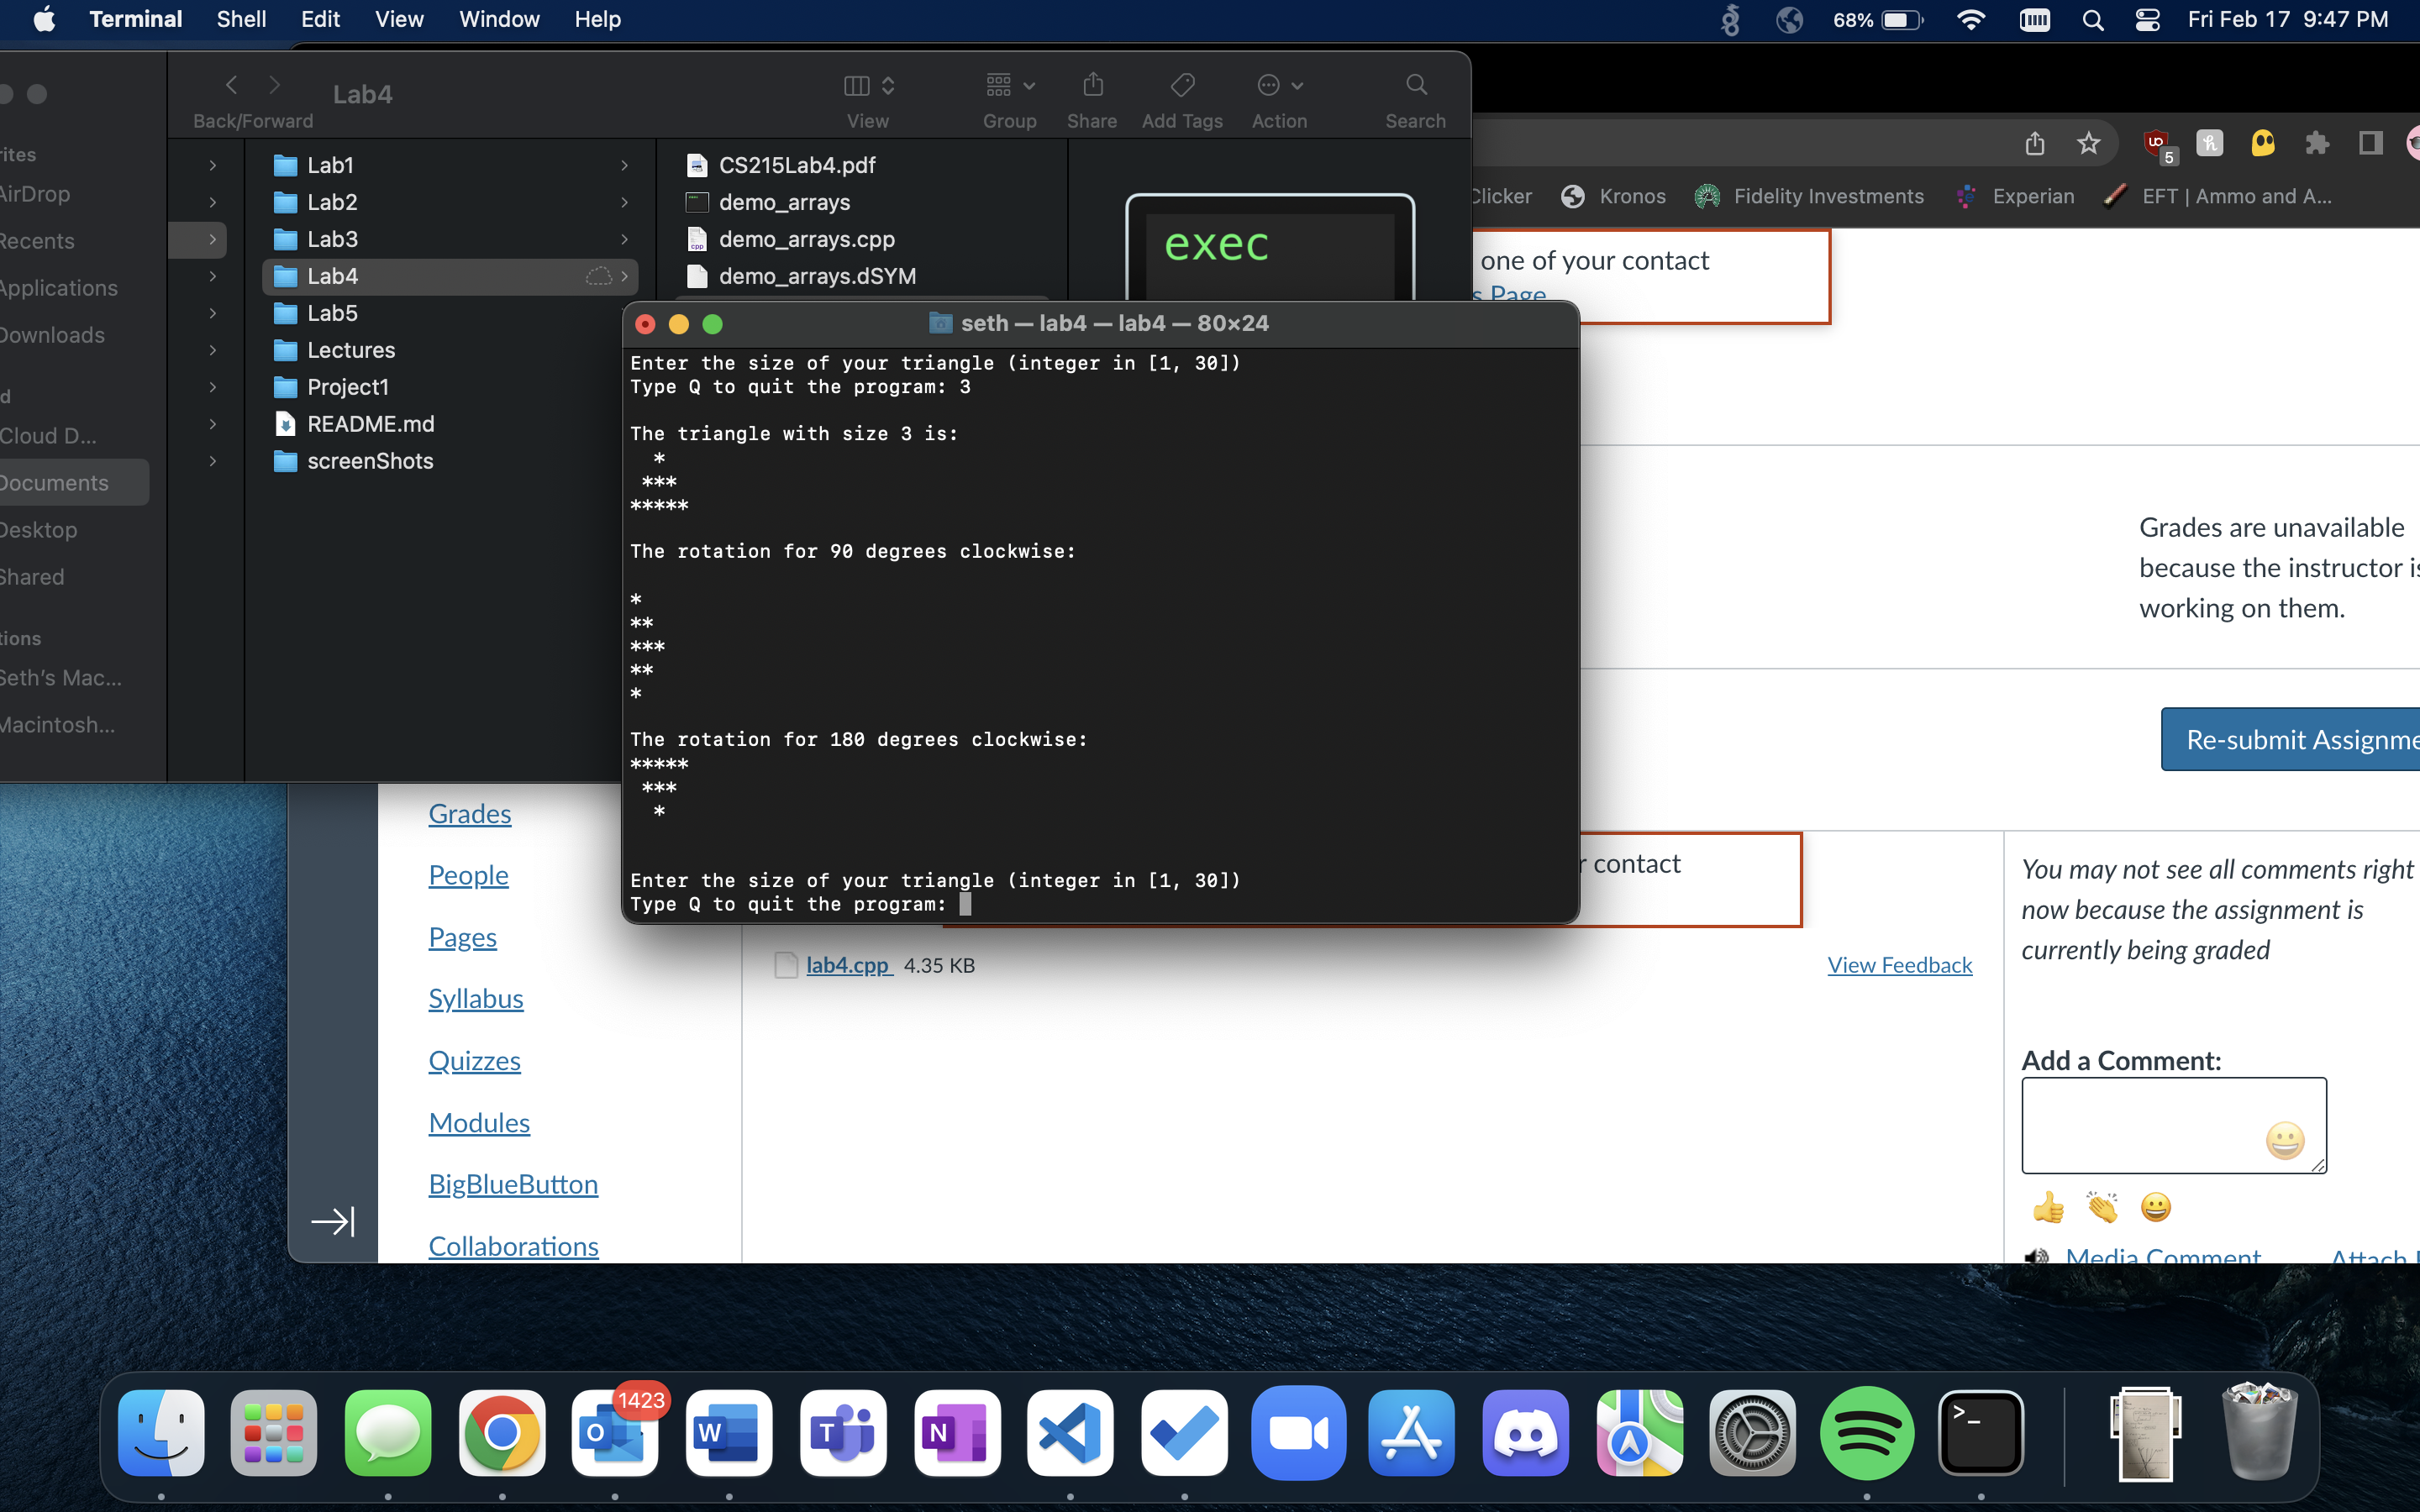 Terminal Shell Edit View Window Help
68% Fri Feb 17 9:47 PM
Lab4
Back/Forward View Group Share Add Tags Action Search
rites
AirDrop
Recents
Applications
Downloads
d
Cloud D...
Documents
Desktop
Shared
tions
Seth's Mac...
Macintosh...
Lab1
Lab2
Lab3
Lab4
Lab5
Lectures
Project1
README.md
screenShots
CS215Lab4.pdf
demo_arrays
demo_arrays.cpp
demo_arrays.dSYM
exec
5
Clicker Kronos Fidelity Investments Experian EFT | Ammo and A...
one of your contact
s Page
seth — lab4 — lab4 — 80×24
Enter the size of your triangle (integer in [1, 30])
Type Q to quit the program: 3
The triangle with size 3 is:
  *
 ***
*****
The rotation for 90 degrees clockwise:
*
**
***
**
*
The rotation for 180 degrees clockwise:
*****
 ***
  *
Enter the size of your triangle (integer in [1, 30])
Type Q to quit the program:
Grades are unavailable
because the instructor is
working on them.
Re-submit Assignme
r contact
lab4.cpp 4.35 KB
View Feedback
You may not see all comments right
now because the assignment is
currently being graded
Add a Comment:
Media Comment Attach F
Grades
People
Pages
Syllabus
Quizzes
Modules
BigBlueButton
Collaborations
1423
O
W
T
N
>_